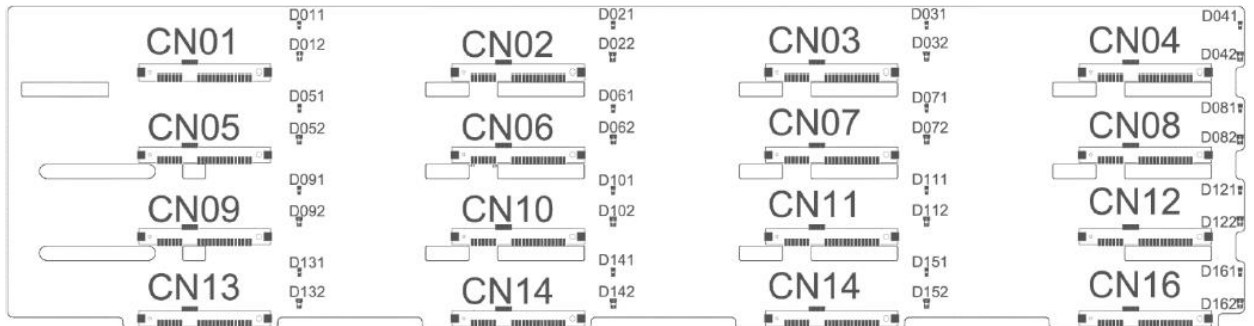 D011 D021 D031 D041
CN01 D012 CN02 D022 CN03 D032 CN04 D042
D051 D061 D071 D081
CN05 D052 CN06 D062 CN07 D072 CN08 D082
D091 D101 D111 D121
CN09 D092 CN10 D102 CN11 D112 CN12 D122
D131 D141 D151 D161
CN13 D132 CN14 D142 CN14 D152 CN16 D162